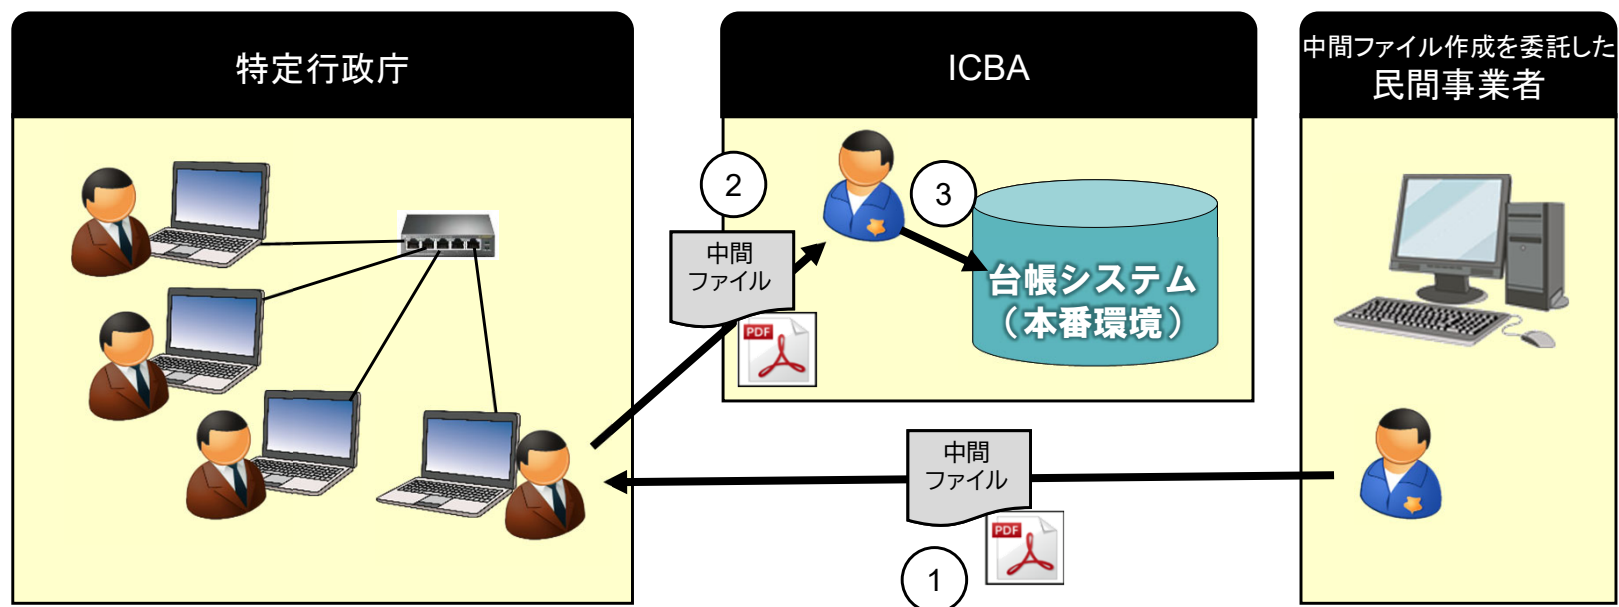 特定行政庁
ICBA
中間ファイル作成を委託した
民間事業者
2
中間
ファイル
PDF
3
台帳システム
（本番環境）
中間
ファイル
PDF
1